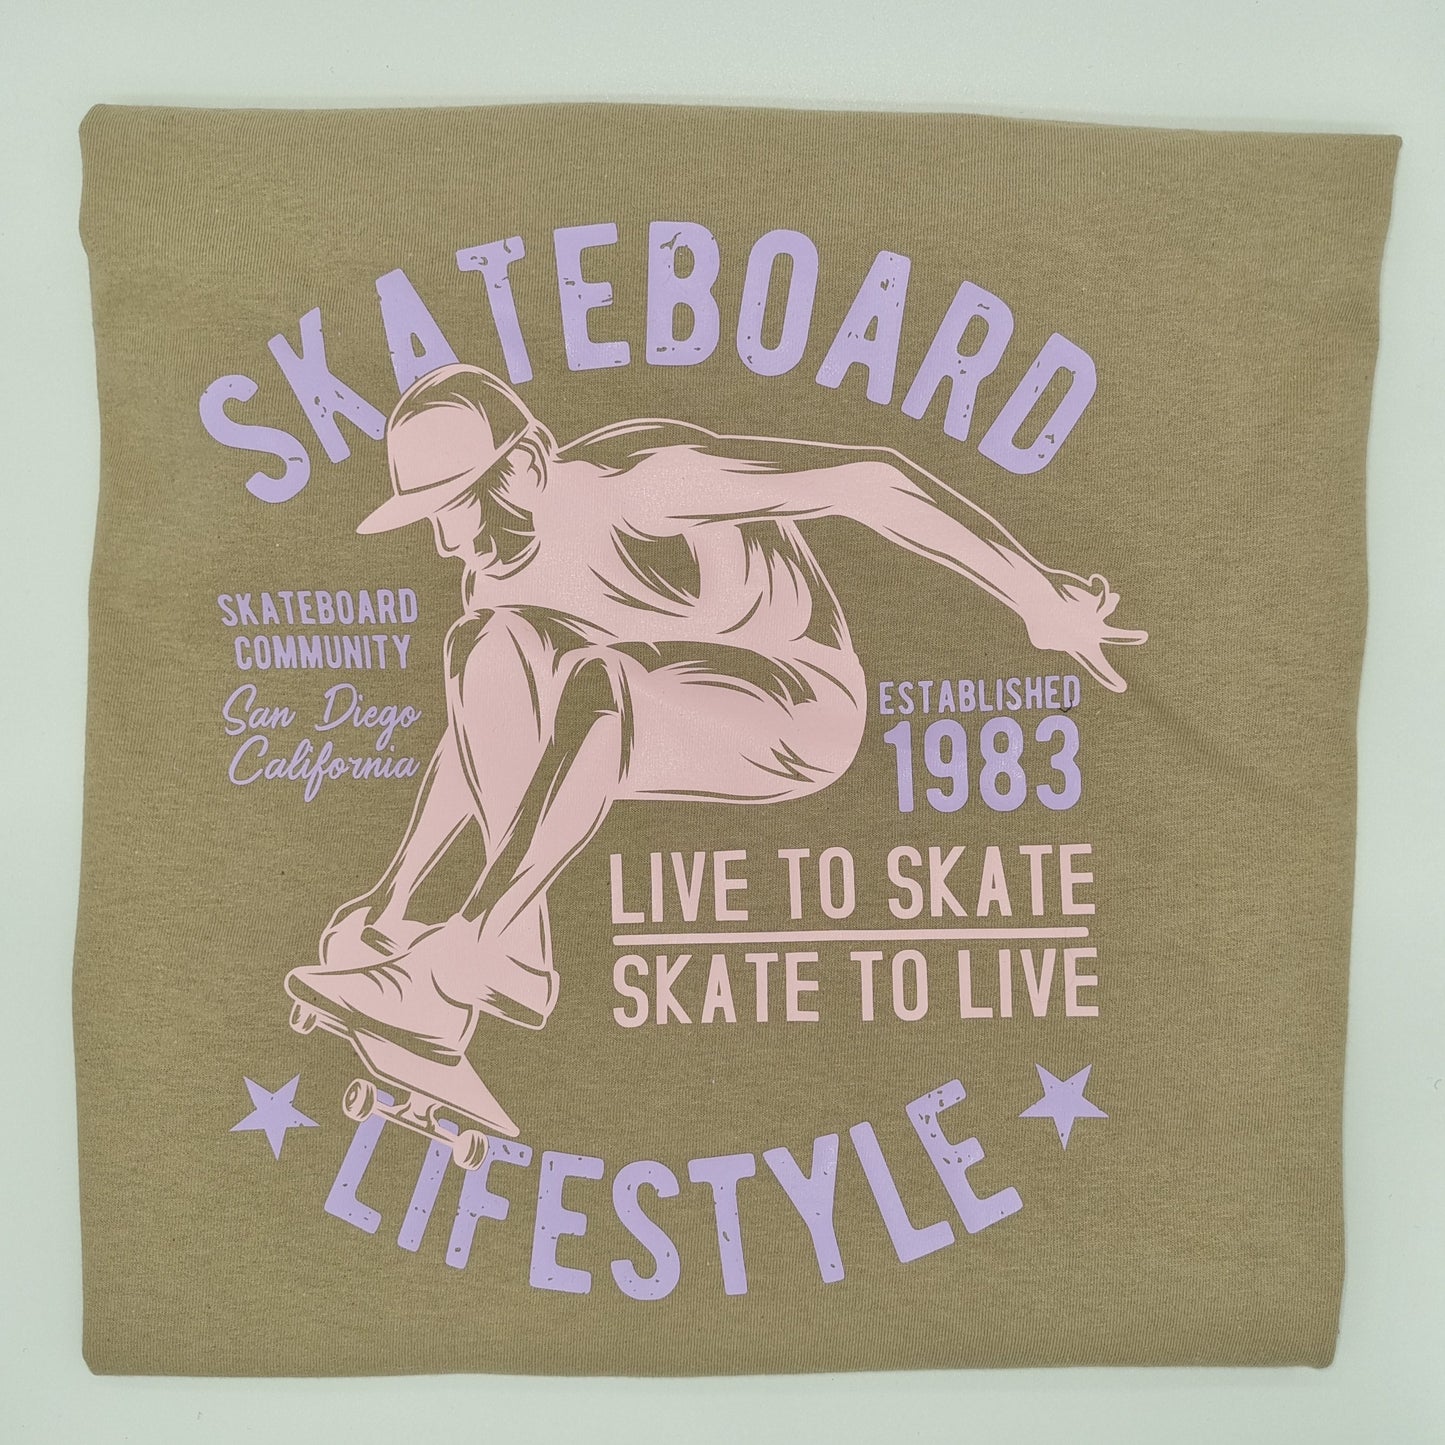 SKATEBOARD
SKATEBOARD
COMMUNITY
San Diego
California
ESTABLISHED
1983
LIVE TO SKATE
SKATE TO LIVE
LIFESTYLE